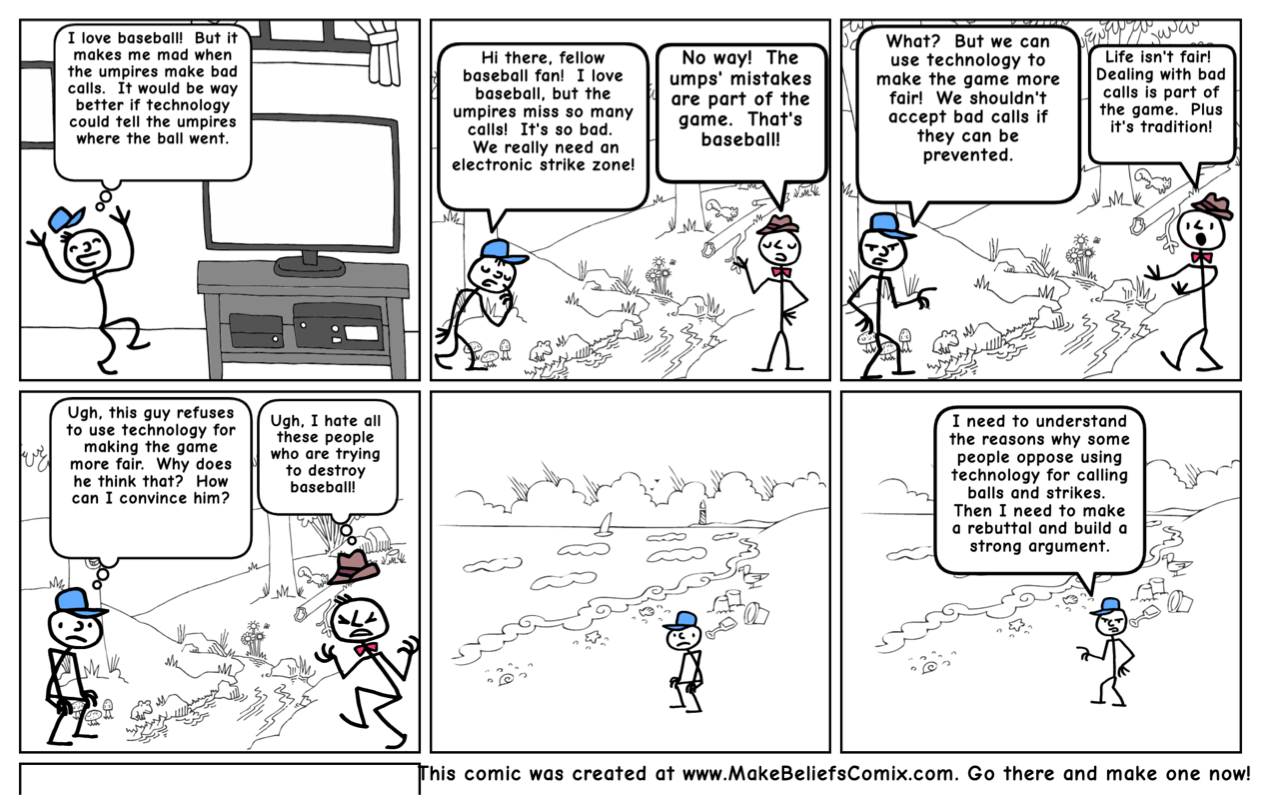 I love baseball! But it
makes me mad when
the umpires make bad
calls. It would be way
better if technology
could tell the umpires
where the ball went.
Hi there, fellow
baseball fan! I love
baseball, but the
umpires miss so many
calls! It's so bad.
We really need an
electronic strike zone!
No way! The
umps' mistakes
are part of the
game. That's
baseball!
What? But we can
use technology to
make the game more
fair! We shouldn't
accept bad calls if
they can be
prevented.
Life isn't fair!
Dealing with bad
calls is part of
the game. Plus
it's tradition!
Ugh, this guy refuses
to use technology for
making the game
more fair. Why does
he think that? How
can I convince him?
Ugh, I hate all
these people
who are trying
to destroy
baseball!
I need to understand
the reasons why some
people oppose using
technology for calling
balls and strikes.
Then I need to make
a rebuttal and build a
strong argument.
This comic was created at www.MakeBeliefsComix.com. Go there and make one now!